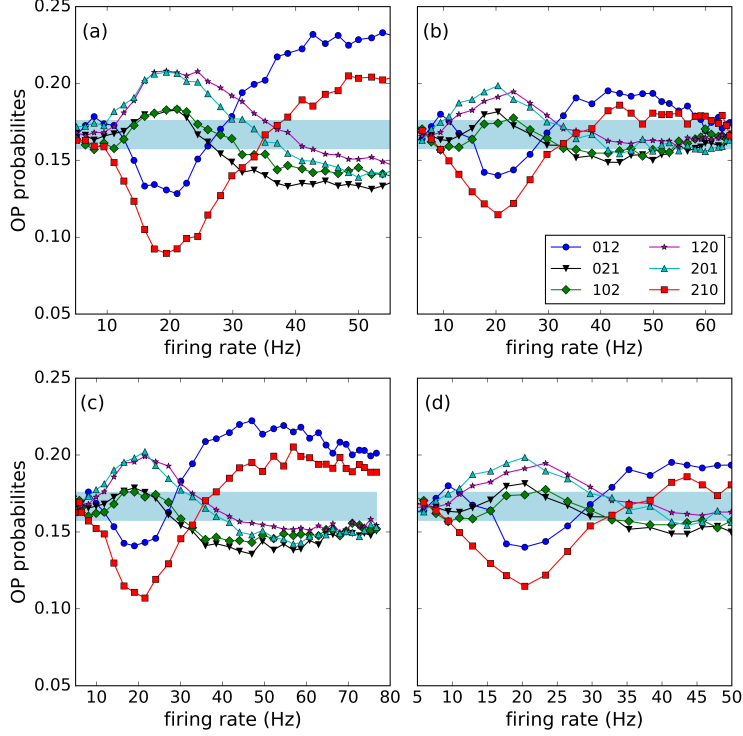 (a)
0.25
0.20
0.15
0.10
0.05
OP probabilites
10 20 30 40 50
firing rate (Hz)
(b)
012 120
021 201
102 210
10 20 30 40 50 60
firing rate (Hz)
(c)
0.25
0.20
0.15
0.10
0.05
OP probabilites
10 20 30 40 50 60 70 80
firing rate (Hz)
(d)
5 10 15 20 25 30 35 40 45 50
firing rate (Hz)